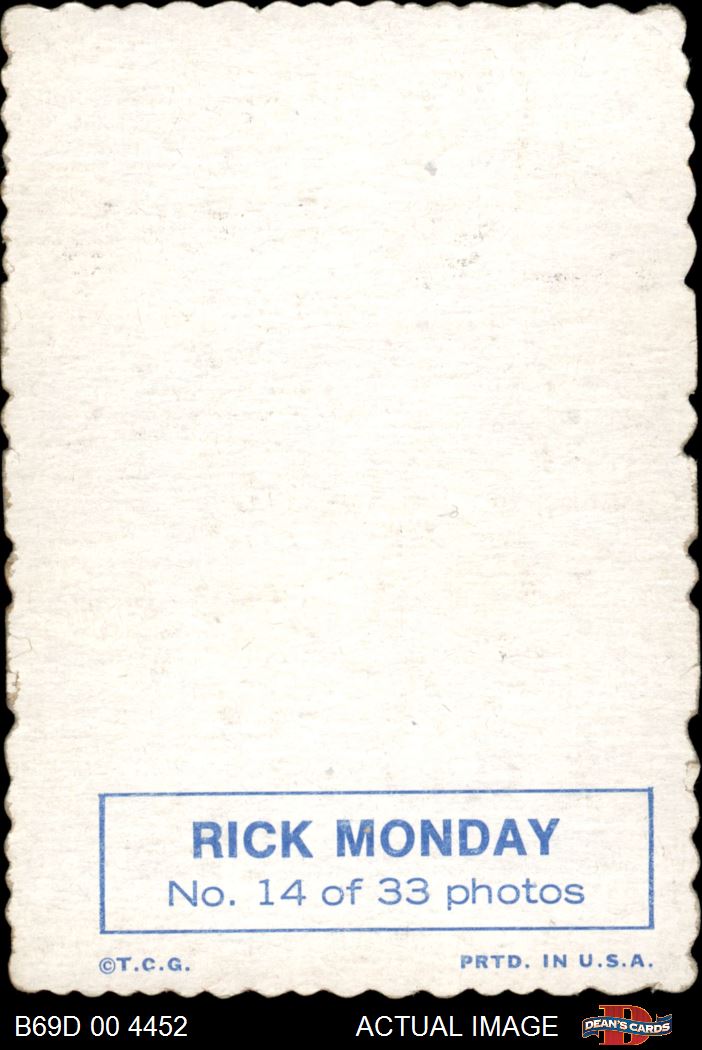 RICK MONDAY
No. 14 of 33 photos
©T.C.G. PRTD. IN U.S.A.
B69D 00 4452 ACTUAL IMAGE DEAN'S CARDS